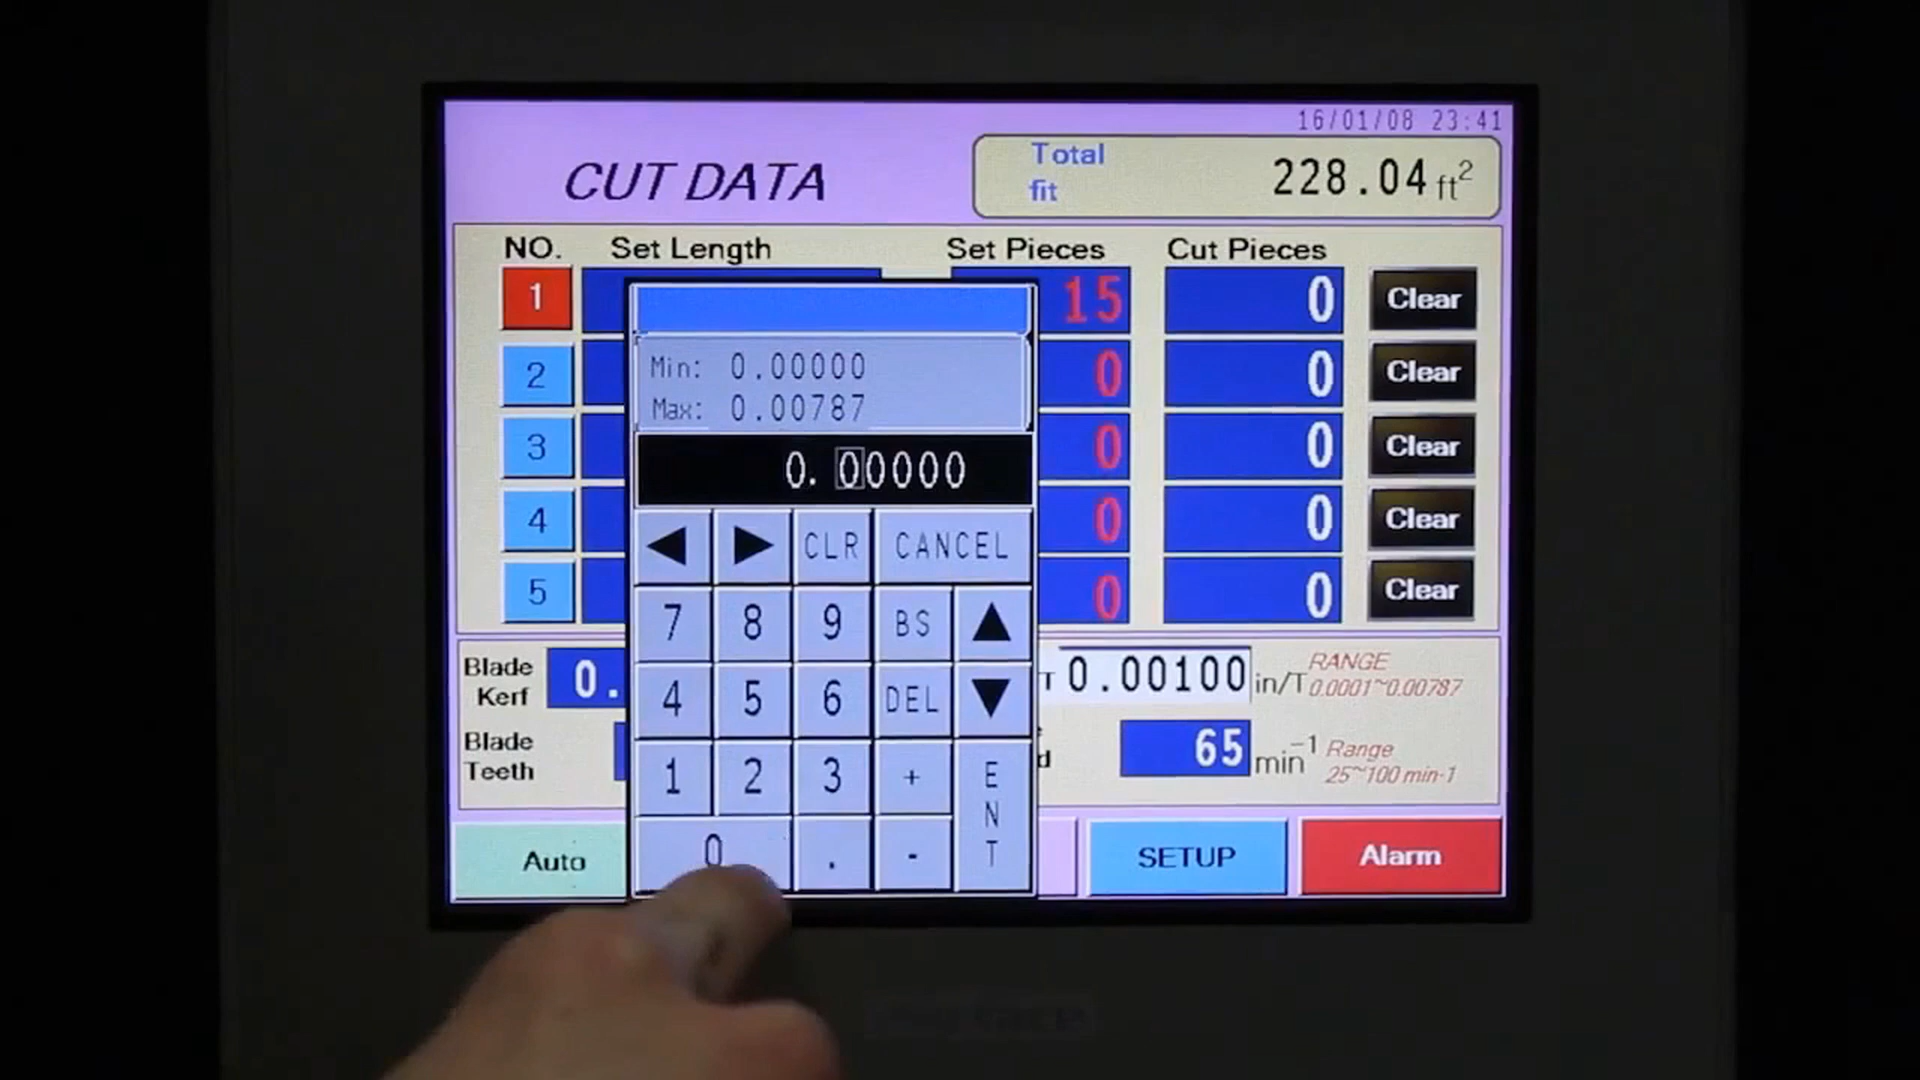 16/01/08 23:41
CUT DATA
Total
fit
228.04 ft²
NO. Set Length Set Pieces Cut Pieces
1 15 0 Clear
2 0 0 Clear
3 0 0 Clear
4 0 0 Clear
5 0 0 Clear
Min: 0.00000
Max: 0.00787
0.00000
◀ ▶ CLR CANCEL
7 8 9 BS ▲
4 5 6 DEL ▼
1 2 3 + ENT
0 . -
Blade
Kerf
0.
T 0.00100 in/T
RANGE
0.0001~0.00787
Blade
Teeth
d
65 min⁻¹
Range
25~100 min-1
Auto SETUP Alarm